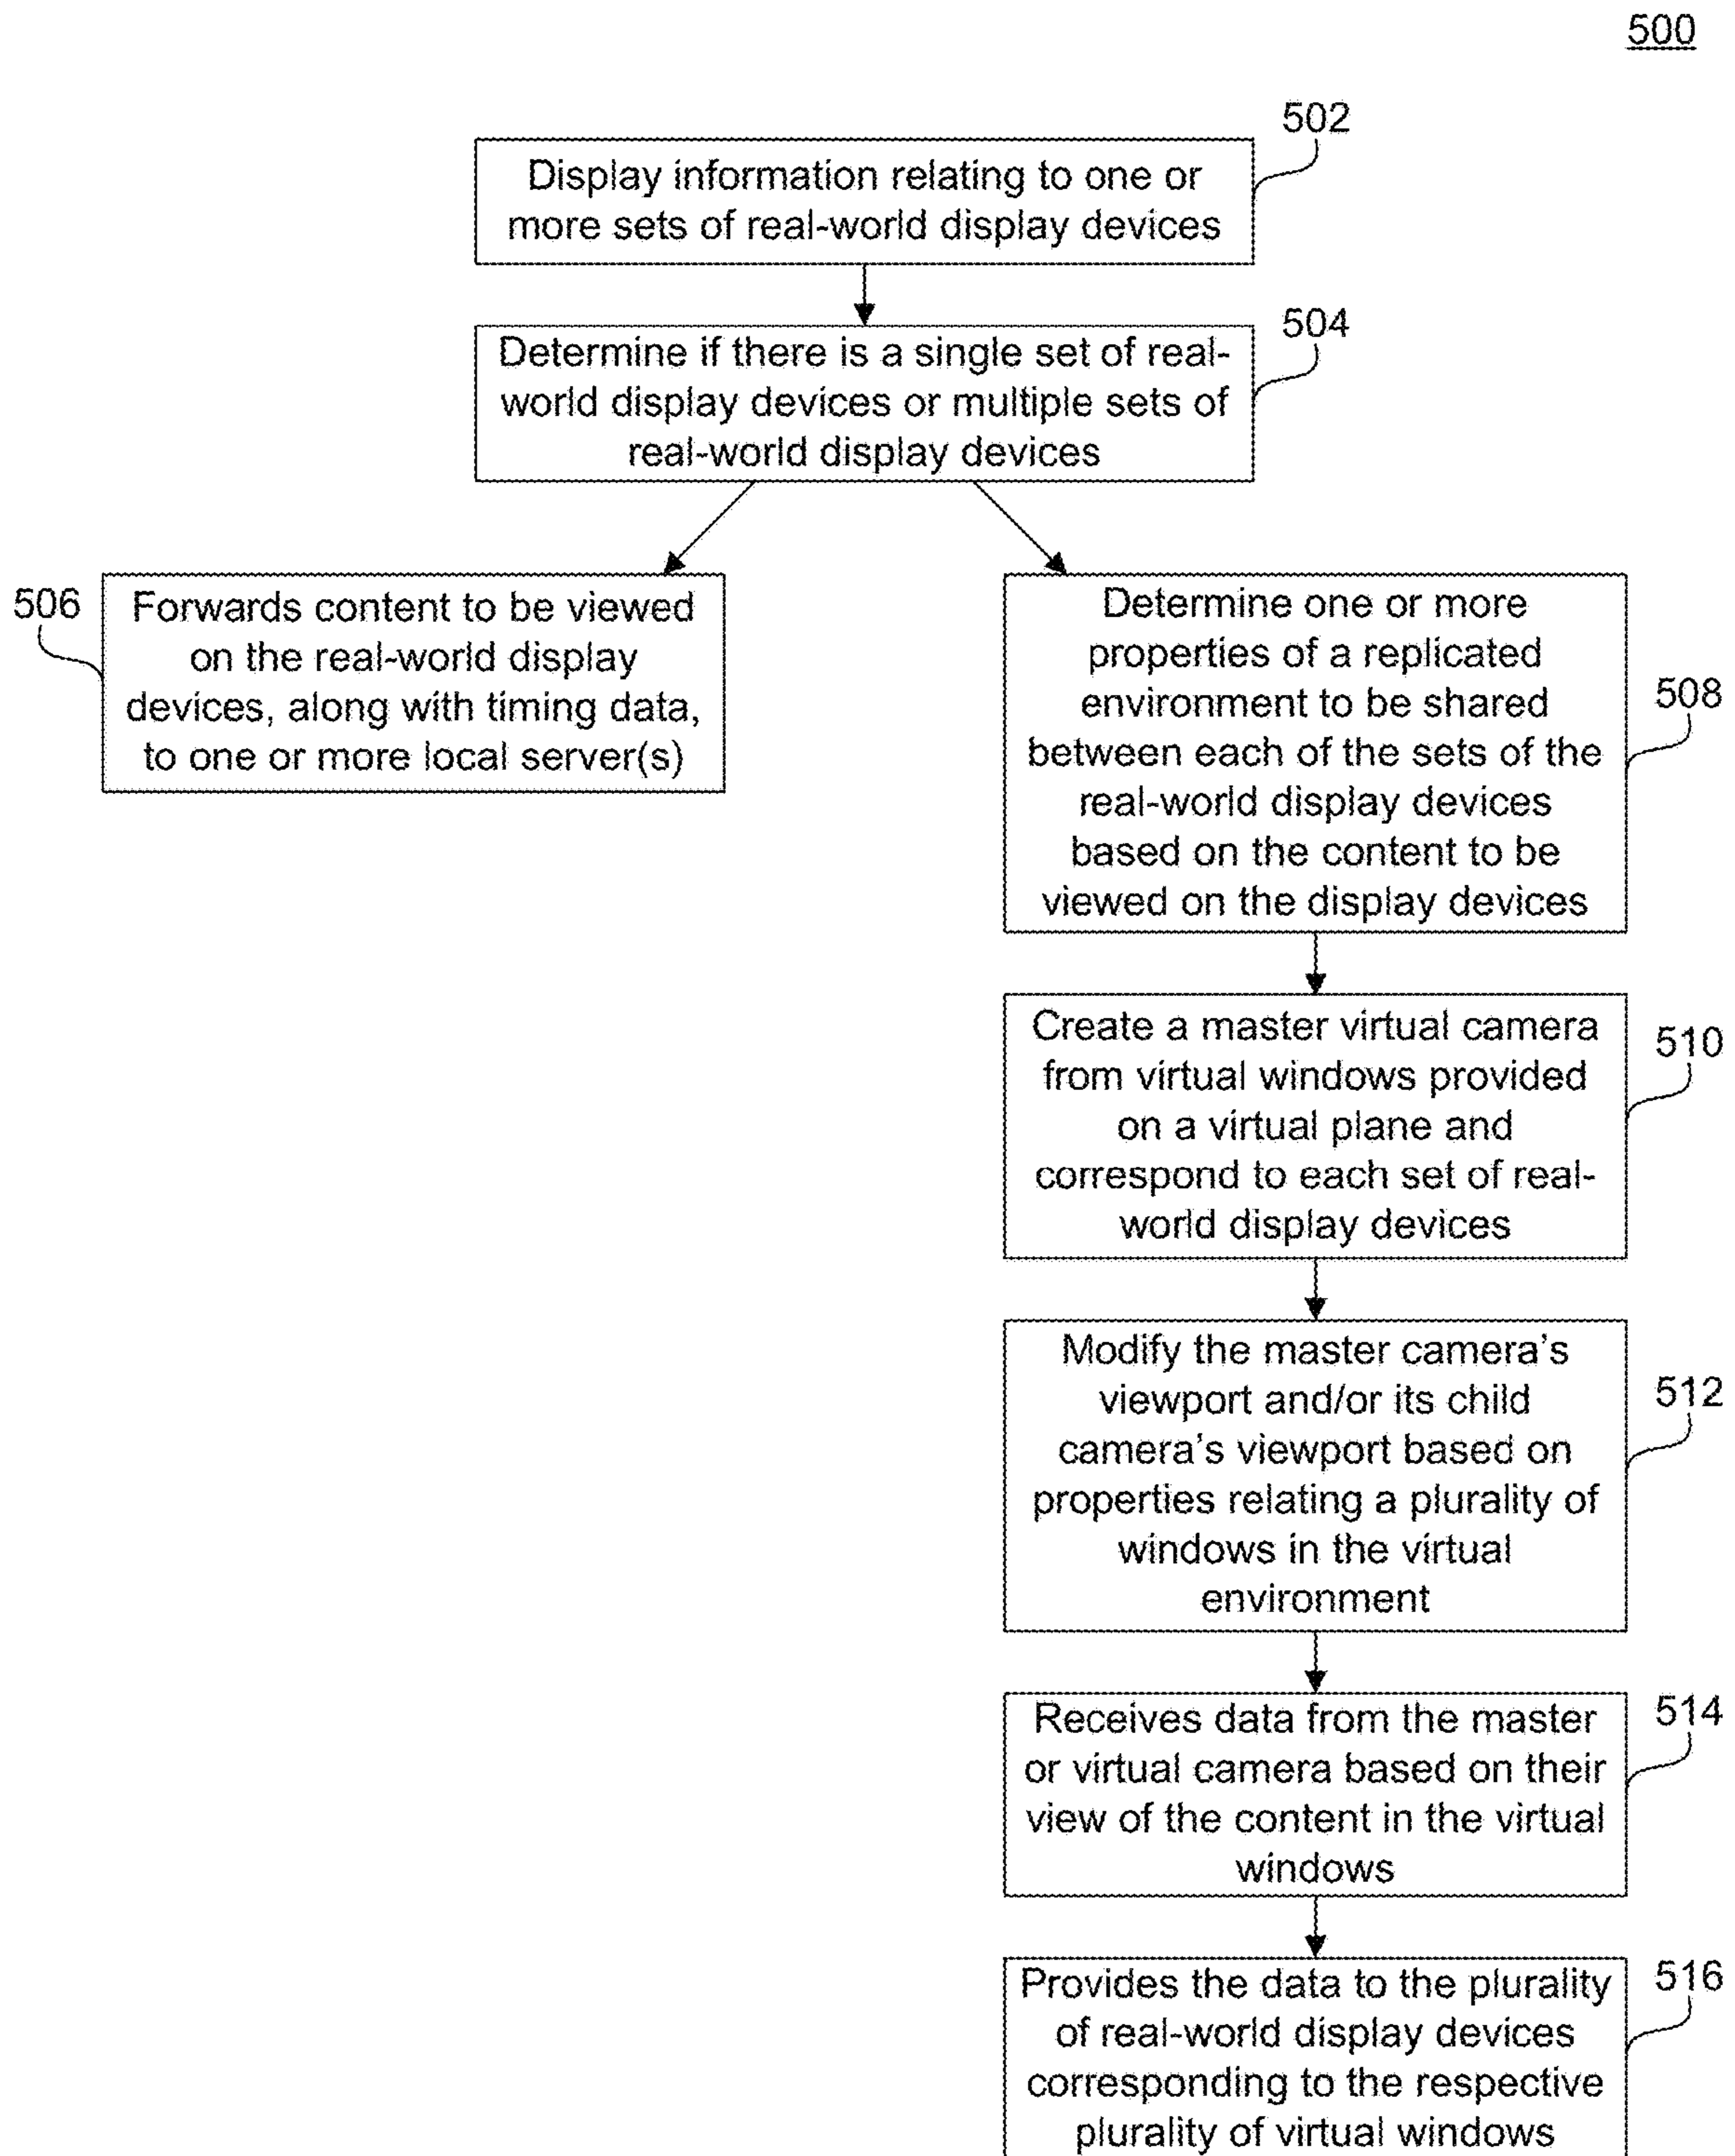 500
502
Display information relating to one or
more sets of real-world display devices
504
Determine if there is a single set of real-
world display devices or multiple sets of
real-world display devices
506
Forwards content to be viewed
on the real-world display
devices, along with timing data,
to one or more local server(s)
Determine one or more
properties of a replicated
environment to be shared
between each of the sets of the
real-world display devices
based on the content to be
viewed on the display devices
508
Create a master virtual camera
from virtual windows provided
on a virtual plane and
correspond to each set of real-
world display devices
510
Modify the master camera's
viewport and/or its child
camera's viewport based on
properties relating a plurality of
windows in the virtual
environment
512
Receives data from the master
or virtual camera based on their
view of the content in the virtual
windows
514
Provides the data to the plurality
of real-world display devices
corresponding to the respective
plurality of virtual windows
516